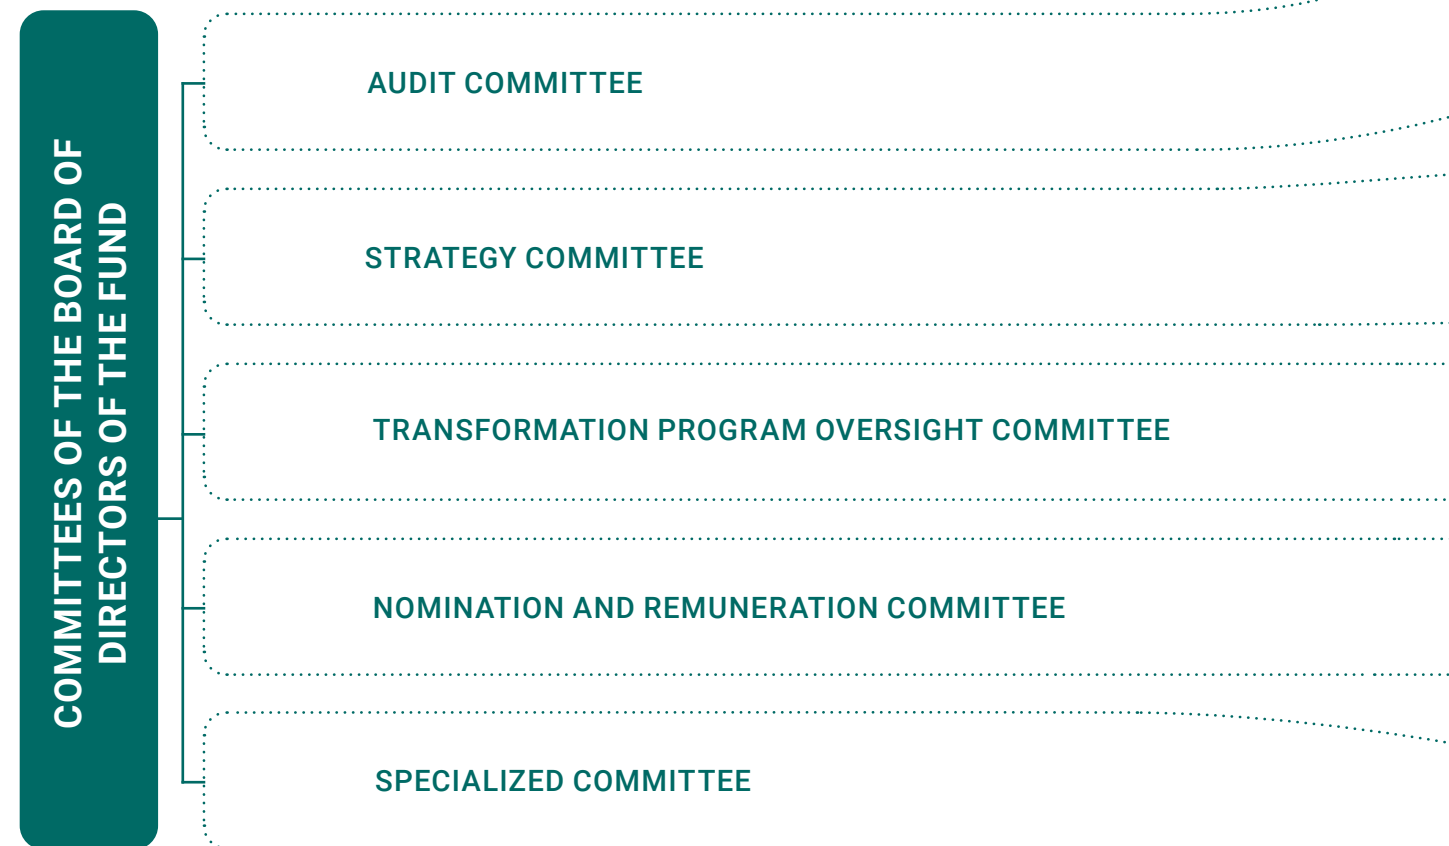 COMMITTEES OF THE BOARD OF
DIRECTORS OF THE FUND
AUDIT COMMITTEE
STRATEGY COMMITTEE
TRANSFORMATION PROGRAM OVERSIGHT COMMITTEE
NOMINATION AND REMUNERATION COMMITTEE
SPECIALIZED COMMITTEE